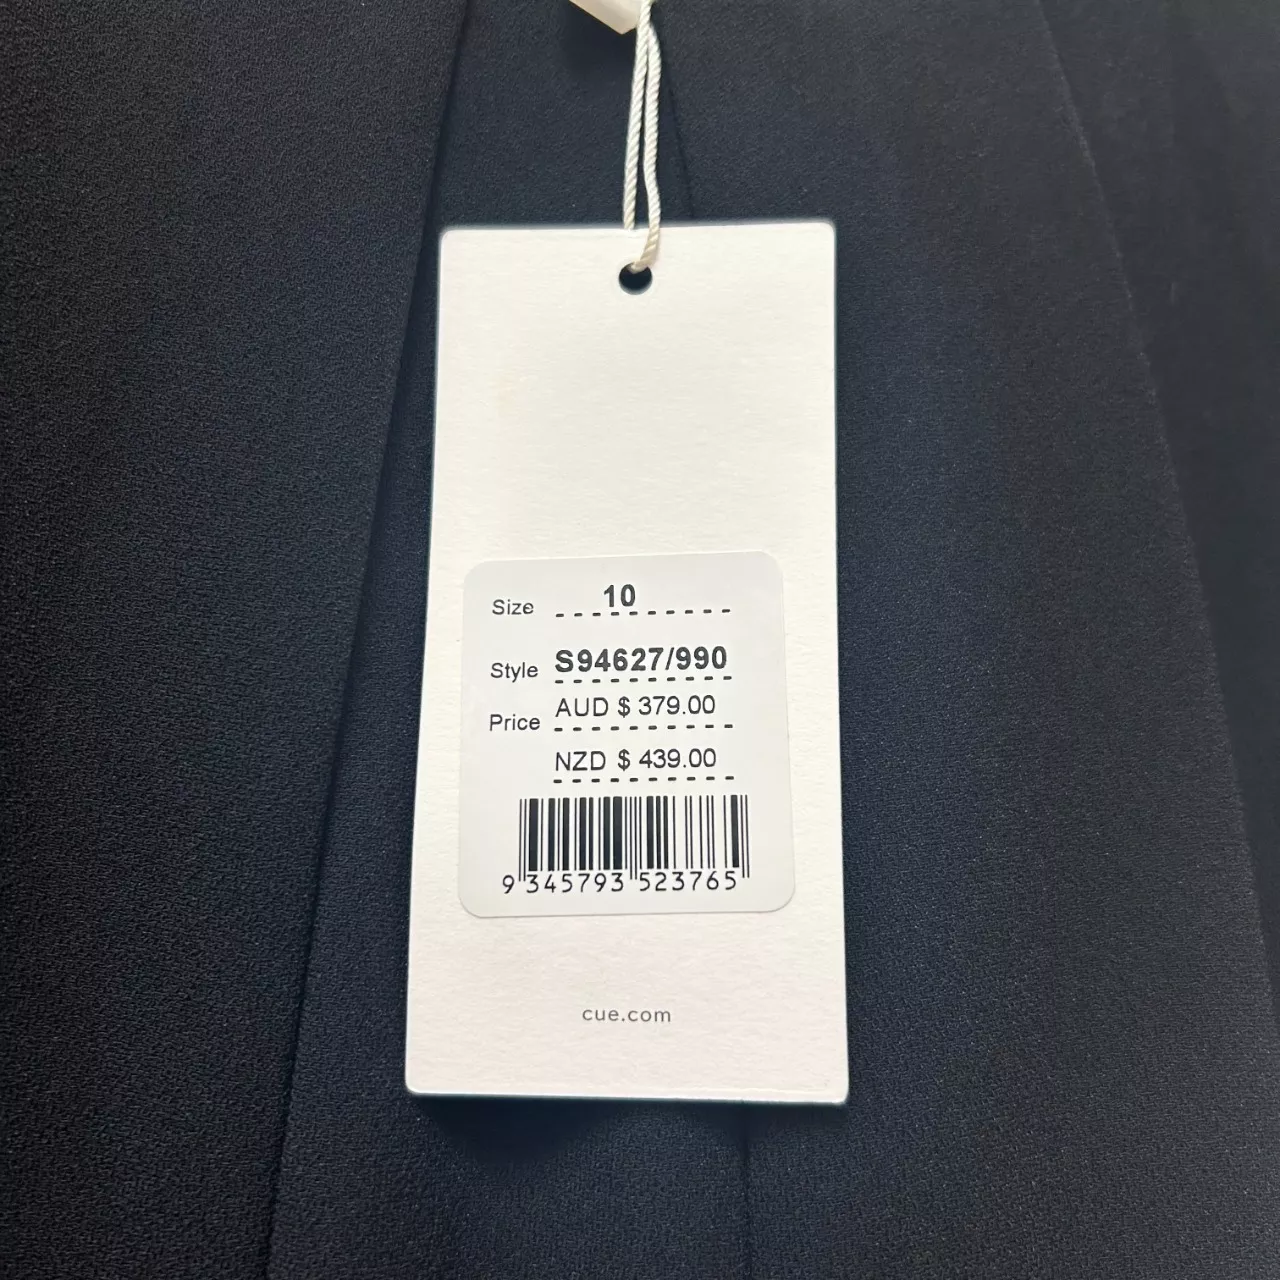 Size 10
Style S94627/990
Price AUD $ 379.00
NZD $ 439.00
9 345793 523765
cue.com